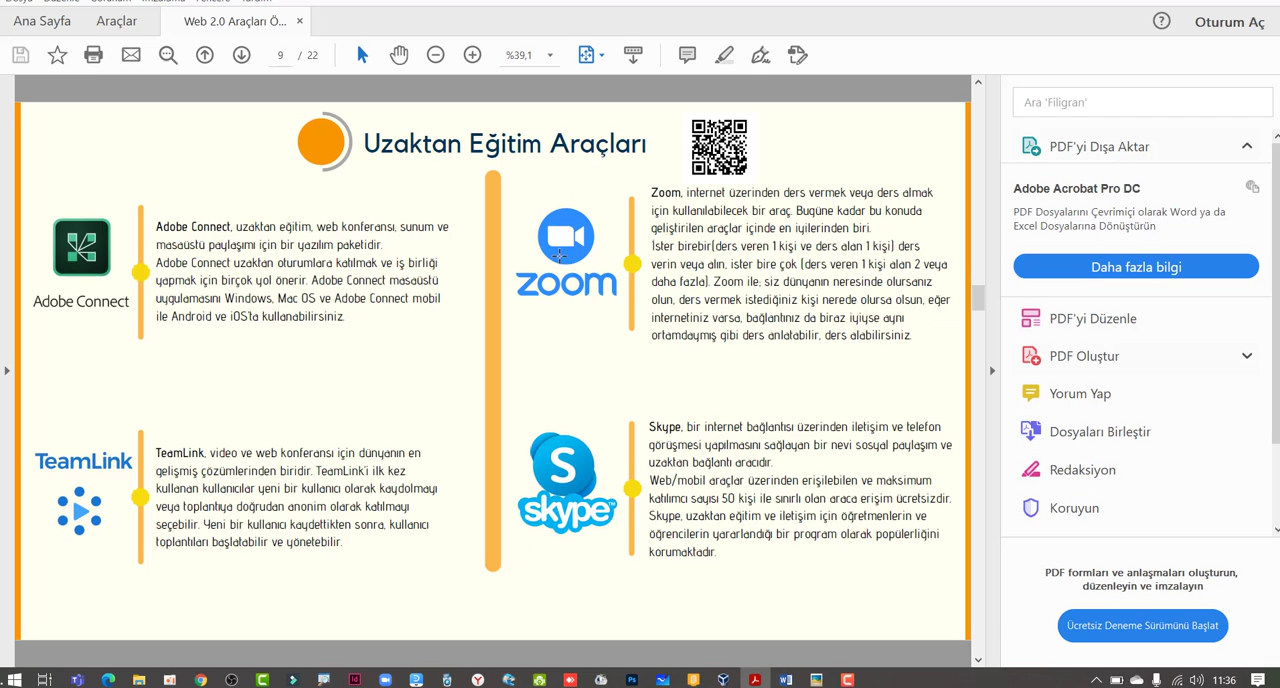 Dosya Düzenle Görünüm İmzalama Pencere Yardım
Ana Sayfa
Araçlar
Web 2.0 Araçları Ö... ×
Oturum Aç
9 / 22
%39,1
Uzaktan Eğitim Araçları
Adobe Connect
Adobe Connect, uzaktan eğitim, web konferansı, sunum ve
masaüstü paylaşımı için bir yazılım paketidir.
Adobe Connect uzaktan oturumlara katılmak ve iş birliği
yapmak için birçok yol önerir. Adobe Connect masaüstü
uygulamasını Windows, Mac OS ve Adobe Connect mobil
ile Android ve iOS'ta kullanabilirsiniz.
zoom
Zoom, internet üzerinden ders vermek veya ders almak
için kullanılabilecek bir araç. Bugüne kadar bu konuda
geliştirilen araçlar içinde en iyilerinden biri.
İster birebir(ders veren 1 kişi ve ders alan 1 kişi) ders
verin veya alın, ister bire çok (ders veren 1 kişi alan 2 veya
daha fazla). Zoom ile; siz dünyanın neresinde olursanız
olun, ders vermek istediğiniz kişi nerede olursa olsun, eğer
internetiniz varsa, bağlantınız da biraz iyiyse aynı
ortamdaymış gibi ders anlatabilir, ders alabilirsiniz.
TeamLink
TeamLink, video ve web konferansı için dünyanın en
gelişmiş çözümlerinden biridir. TeamLink'i ilk kez
kullanan kullanıcılar yeni bir kullanıcı olarak kaydolmayı
veya toplantıya doğrudan anonim olarak katılmayı
seçebilir. Yeni bir kullanıcı kaydettikten sonra, kullanıcı
toplantıları başlatabilir ve yönetebilir.
S
skype™
Skype, bir internet bağlantısı üzerinden iletişim ve telefon
görüşmesi yapılmasını sağlayan bir nevi sosyal paylaşım ve
uzaktan bağlantı aracıdır.
Web/mobil araçlar üzerinden erişilebilen ve maksimum
katılımcı sayısı 50 kişi ile sınırlı olan araca erişim ücretsizdir.
Skype, uzaktan eğitim ve iletişim için öğretmenlerin ve
öğrencilerin yararlandığı bir program olarak popülerliğini
korumaktadır.
Ara 'Filigran'
PDF'yi Dışa Aktar
Adobe Acrobat Pro DC
PDF Dosyalarını Çevrimiçi olarak Word ya da
Excel Dosyalarına Dönüştürün
Daha fazla bilgi
PDF'yi Düzenle
PDF Oluştur
Yorum Yap
Dosyaları Birleştir
Redaksiyon
Koruyun
PDF formları ve anlaşmaları oluşturun,
düzenleyin ve imzalayın
Ücretsiz Deneme Sürümünü Başlat
11:36